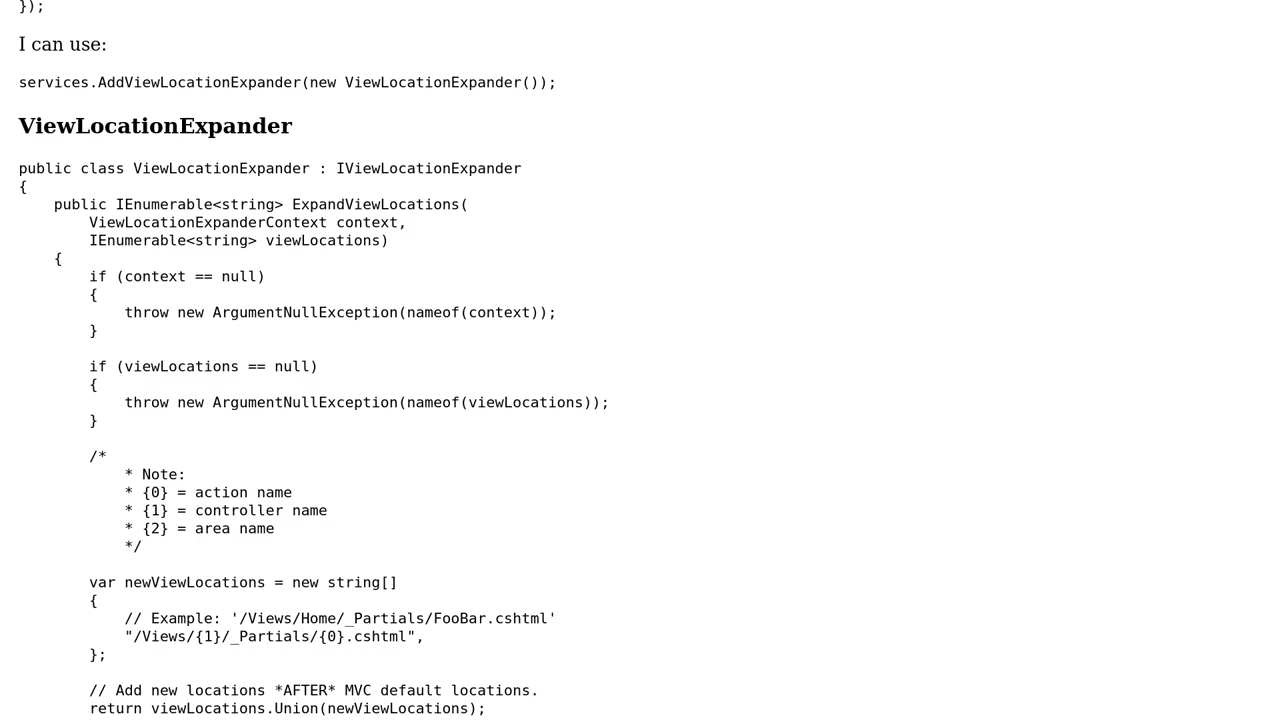 });
I can use:
services.AddViewLocationExpander(new ViewLocationExpander());
ViewLocationExpander
public class ViewLocationExpander : IViewLocationExpander
{
    public IEnumerable<string> ExpandViewLocations(
        ViewLocationExpanderContext context,
        IEnumerable<string> viewLocations)
    {
        if (context == null)
        {
            throw new ArgumentNullException(nameof(context));
        }

        if (viewLocations == null)
        {
            throw new ArgumentNullException(nameof(viewLocations));
        }

        /*
            * Note:
            * {0} = action name
            * {1} = controller name
            * {2} = area name
            */

        var newViewLocations = new string[]
        {
            // Example: '/Views/Home/_Partials/FooBar.cshtml'
            "/Views/{1}/_Partials/{0}.cshtml",
        };

        // Add new locations *AFTER* MVC default locations.
        return viewLocations.Union(newViewLocations);